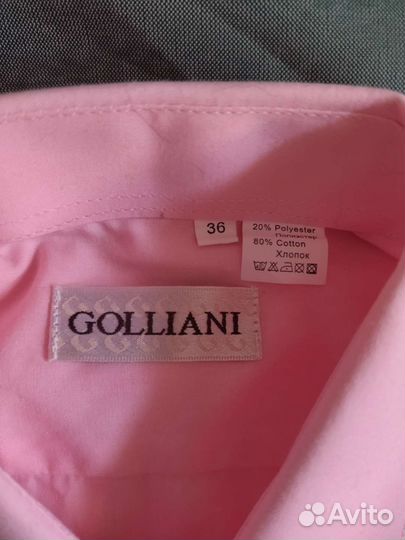 36
20% Polyester
Полиэстер
80% Cotton
Хлопок
GOLLIANI
Avito